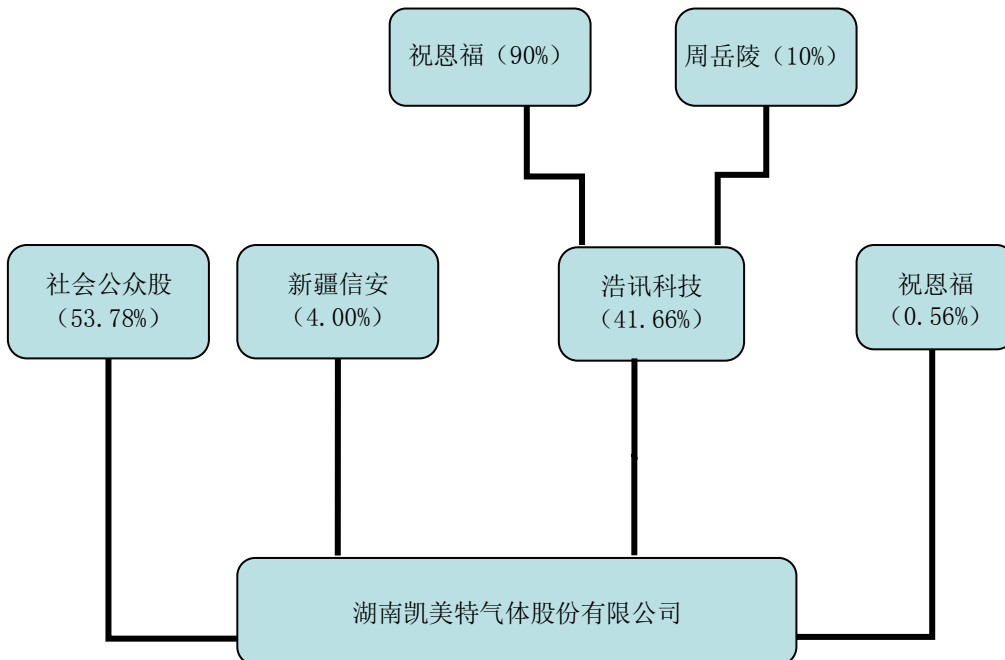 祝恩福（90%）
周岳陵（10%）
社会公众股
（53.78%）
新疆信安
（4.00%）
浩讯科技
（41.66%）
祝恩福
（0.56%）
湖南凯美特气体股份有限公司